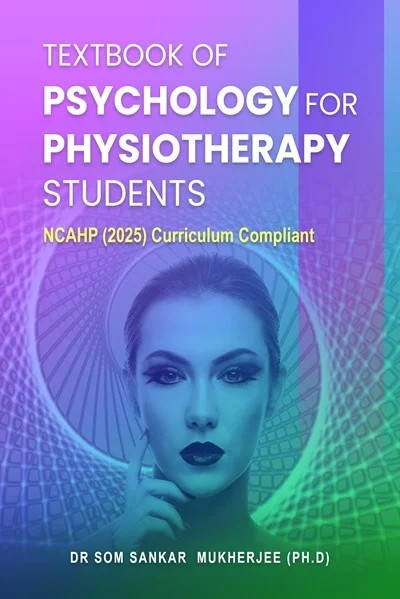 TEXTBOOK OF
PSYCHOLOGY FOR
PHYSIOTHERAPY
STUDENTS
NCAHP (2025) Curriculum Compliant
DR SOM SANKAR MUKHERJEE (PH.D)